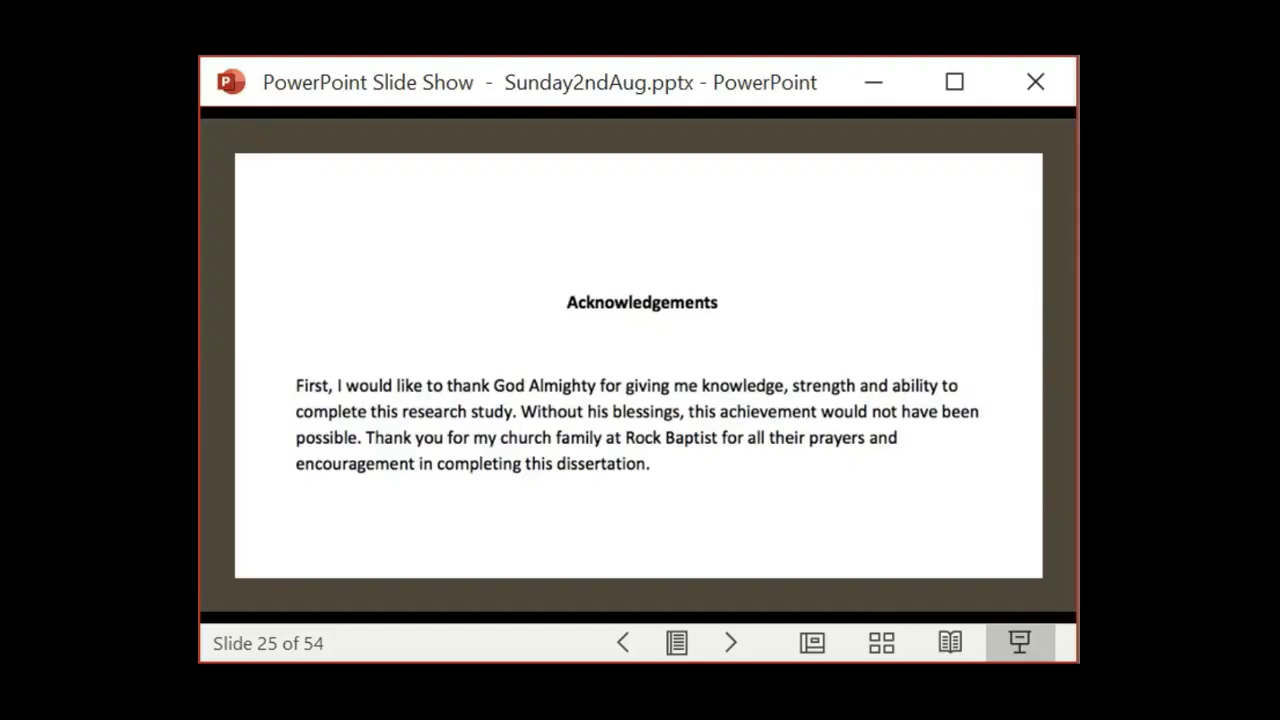 PowerPoint Slide Show - Sunday2ndAug.pptx - PowerPoint
Acknowledgements
First, I would like to thank God Almighty for giving me knowledge, strength and ability to
complete this research study. Without his blessings, this achievement would not have been
possible. Thank you for my church family at Rock Baptist for all their prayers and
encouragement in completing this dissertation.
Slide 25 of 54